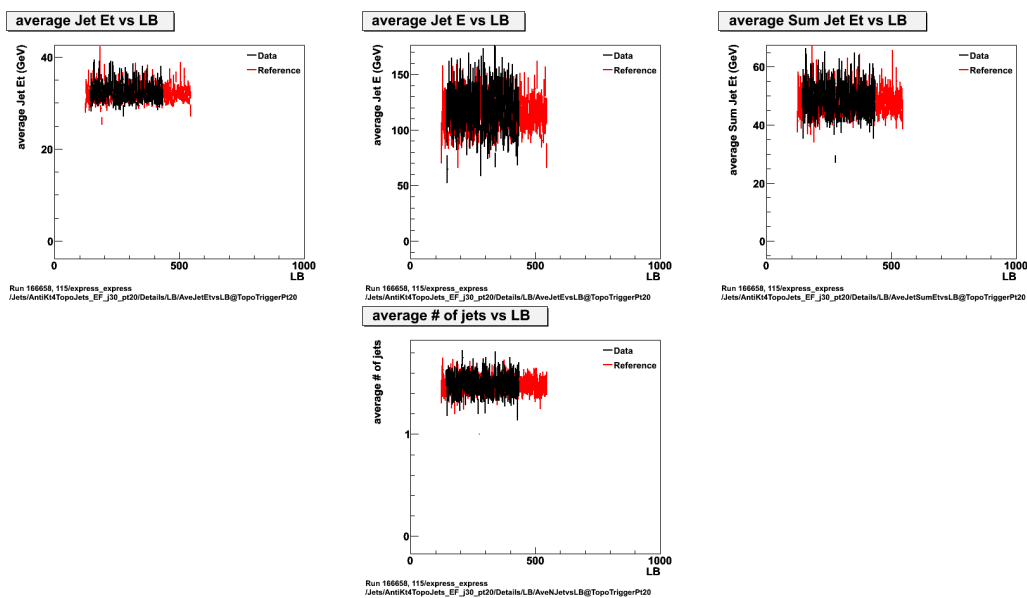 average Jet Et vs LB
average Jet Et (GeV)
40
20
0
0
500
1000
LB
Data
Reference
Run 166658, 115/express_express
/Jets/AntiKt4TopoJets_EF_j30_pt20/Details/LB/AveJetEtvsLB@TopoTriggerPt20
average Jet E vs LB
average Jet E (GeV)
150
100
50
0
0
500
1000
LB
Data
Reference
Run 166658, 115/express_express
/Jets/AntiKt4TopoJets_EF_j30_pt20/Details/LB/AveJetEvsLB@TopoTriggerPt20
average Sum Jet Et vs LB
average Sum Jet Et (GeV)
60
40
20
0
0
500
1000
LB
Data
Reference
Run 166658, 115/express_express
/Jets/AntiKt4TopoJets_EF_j30_pt20/Details/LB/AveJetSumEtvsLB@TopoTriggerPt20
average # of jets vs LB
average # of jets
1
0
0
500
1000
LB
Data
Reference
Run 166658, 115/express_express
/Jets/AntiKt4TopoJets_EF_j30_pt20/Details/LB/AveNJetvsLB@TopoTriggerPt20